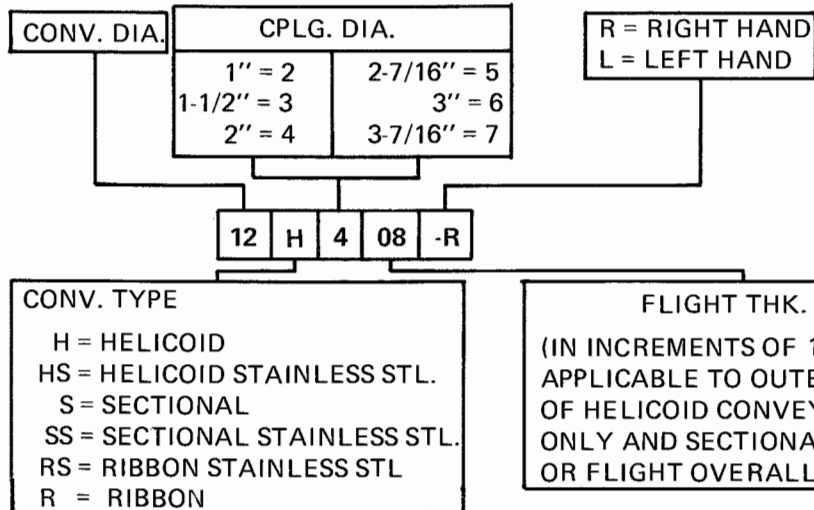 CONV. DIA.
CPLG. DIA.
1" = 2
1-1/2" = 3
2" = 4
2-7/16" = 5
3" = 6
3-7/16" = 7
R = RIGHT HAND
L = LEFT HAND
12 H 4 08 -R
CONV. TYPE
H = HELICOID
HS = HELICOID STAINLESS STL.
S = SECTIONAL
SS = SECTIONAL STAINLESS STL.
RS = RIBBON STAINLESS STL
R = RIBBON
FLIGHT THK.
(IN INCREMENTS OF
APPLICABLE TO
OF HELICOID
ONLY AND
OR FLIGHT OVERALL